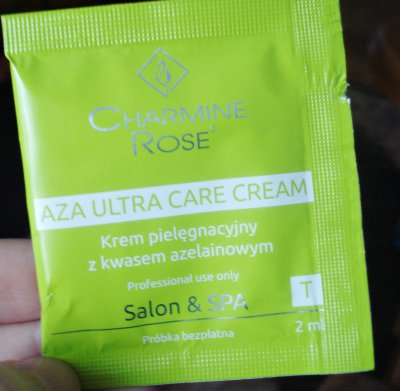 CHARMINE
ROSE
AZA ULTRA CARE CREAM
Krem pielęgnacyjny
z kwasem azelainowym
Professional use only
Salon & SPA
T
Próbka bezpłatna
2 ml